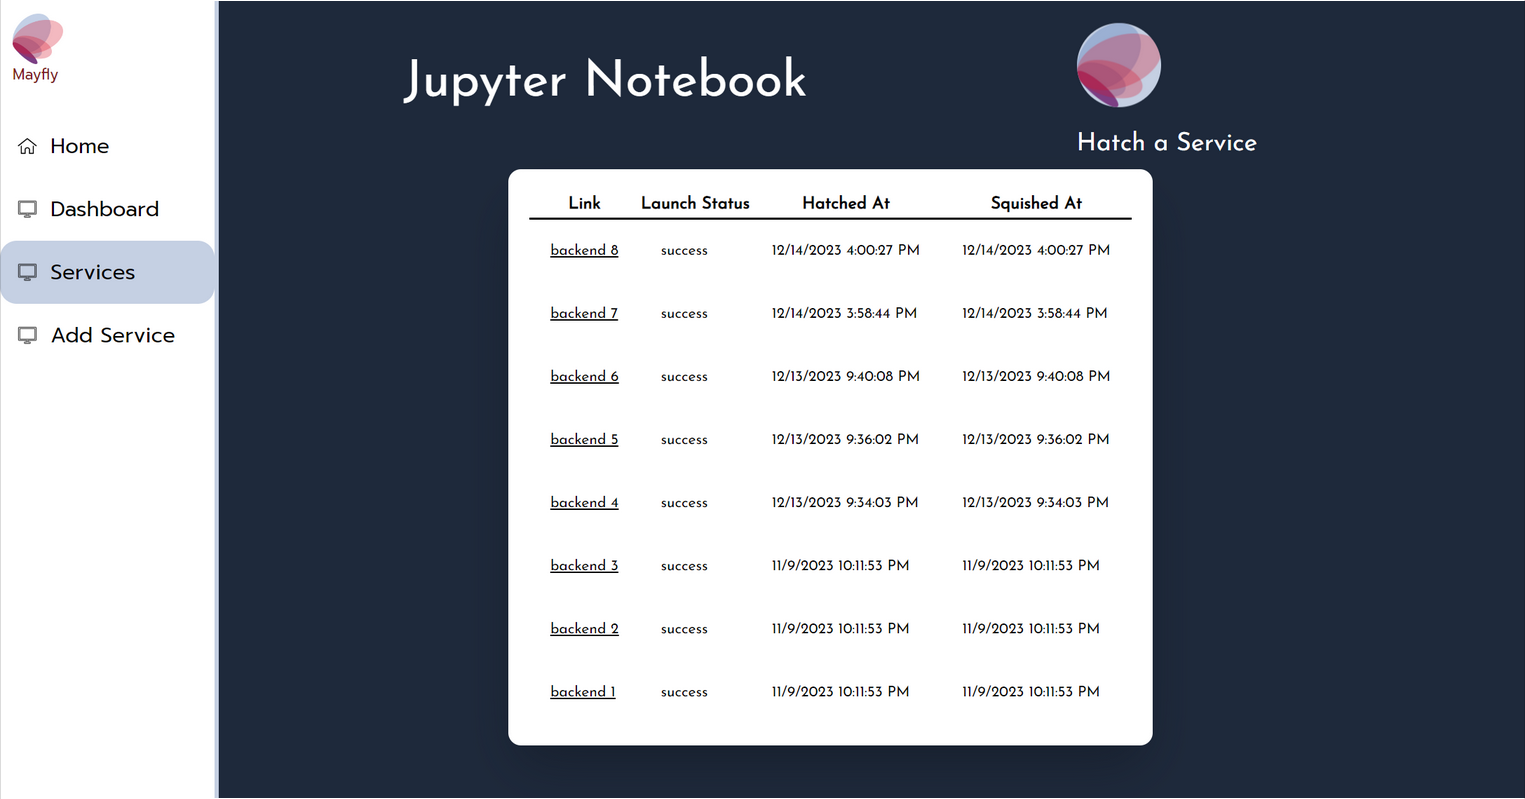 Mayfly
Home
Dashboard
Services
Add Service
Jupyter Notebook
Hatch a Service
Link Launch Status Hatched At Squished At
backend 8 success 12/14/2023 4:00:27 PM 12/14/2023 4:00:27 PM
backend 7 success 12/14/2023 3:58:44 PM 12/14/2023 3:58:44 PM
backend 6 success 12/13/2023 9:40:08 PM 12/13/2023 9:40:08 PM
backend 5 success 12/13/2023 9:36:02 PM 12/13/2023 9:36:02 PM
backend 4 success 12/13/2023 9:34:03 PM 12/13/2023 9:34:03 PM
backend 3 success 11/9/2023 10:11:53 PM 11/9/2023 10:11:53 PM
backend 2 success 11/9/2023 10:11:53 PM 11/9/2023 10:11:53 PM
backend 1 success 11/9/2023 10:11:53 PM 11/9/2023 10:11:53 PM